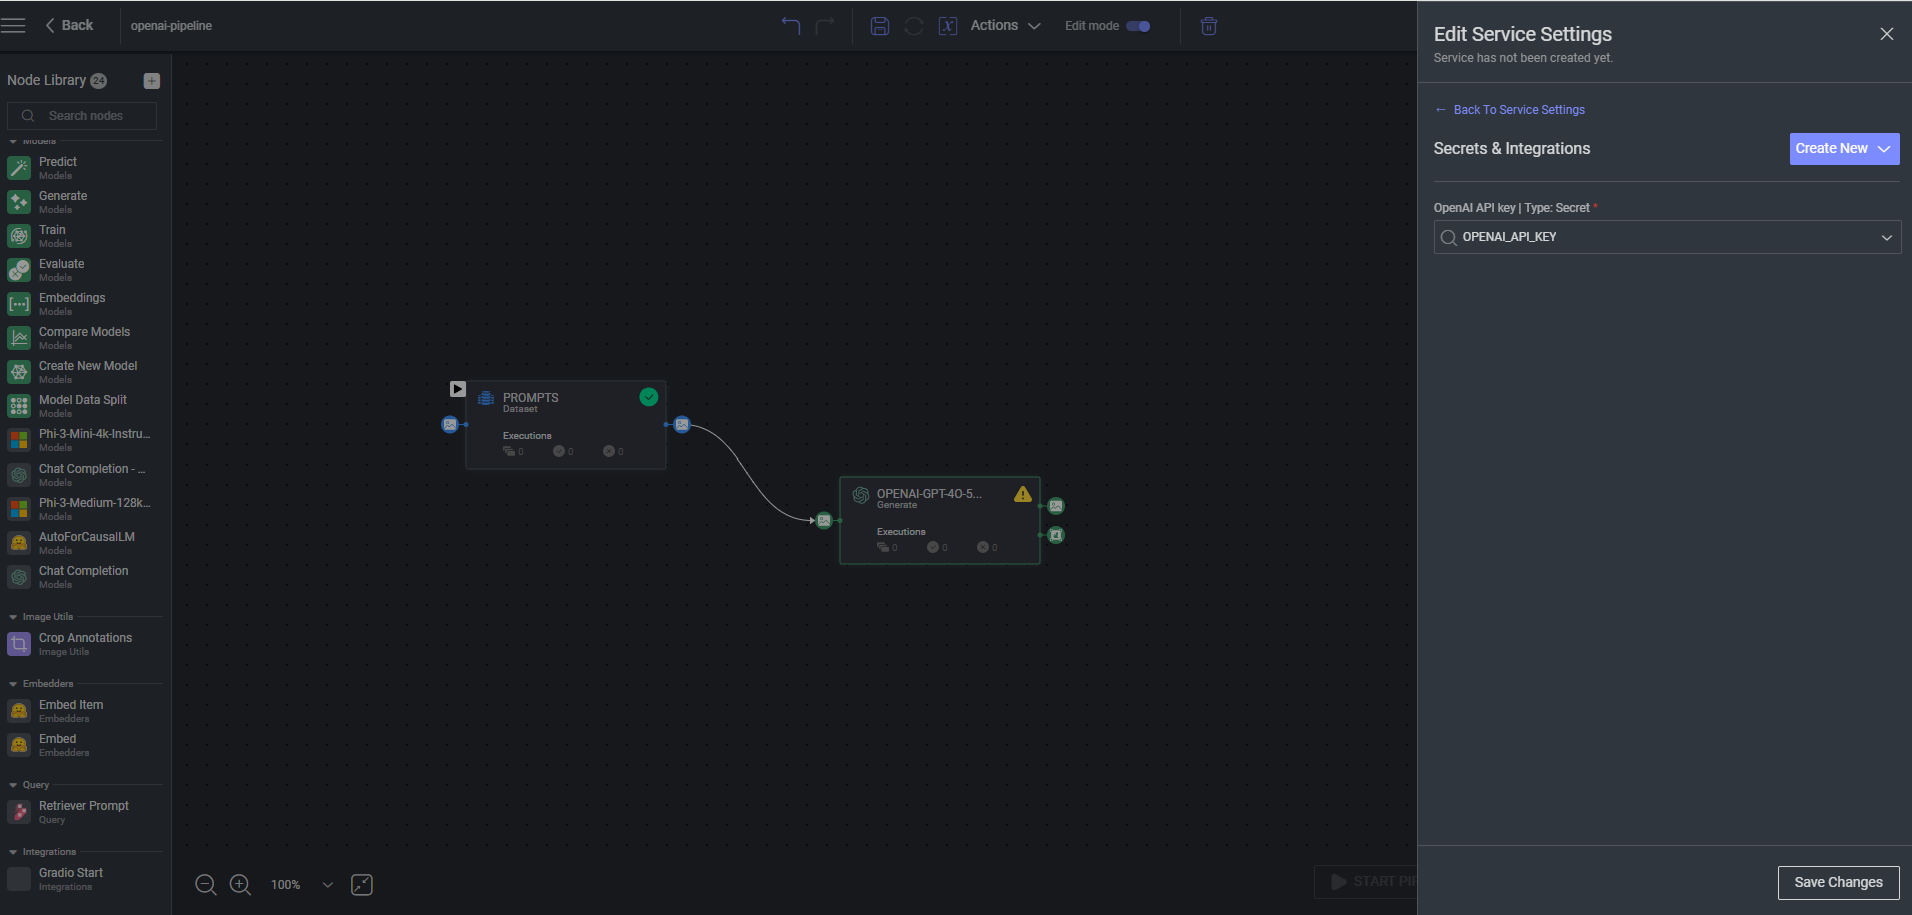 Back
openai-pipeline
Actions
Edit mode
Node Library 24
Search nodes
Models
Predict
Models
Generate
Models
Train
Models
Evaluate
Models
Embeddings
Models
Compare Models
Models
Create New Model
Models
Model Data Split
Models
Phi-3-Mini-4k-Instru...
Models
Chat Completion - ...
Models
Phi-3-Medium-128k...
Models
AutoForCausalLM
Models
Chat Completion
Models
Image Utils
Crop Annotations
Image Utils
Embedders
Embed Item
Embedders
Embed
Embedders
Query
Retriever Prompt
Query
Integrations
Gradio Start
Integrations
PROMPTS
Dataset
Executions
0 0 0
OPENAI-GPT-4O-5...
Generate
Executions
0 0 0
100%
START PIP
Edit Service Settings
Service has not been created yet.
← Back To Service Settings
Secrets & Integrations
Create New
OpenAI API key | Type: Secret *
OPENAI_API_KEY
Save Changes